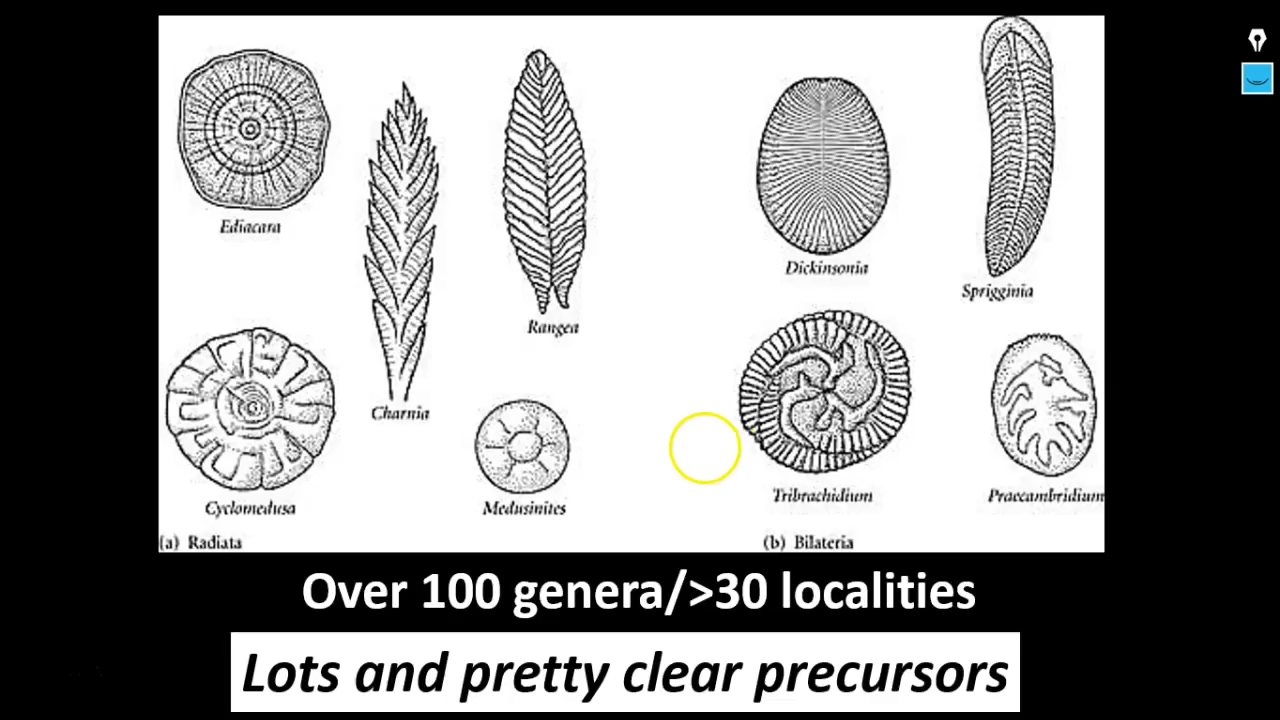 Ediacara
Charnia
Rangea
Dickinsonia
Sprigginia
Cyclomedusa
Medusinites
Tribrachidium
Praecambridium
(a) Radiata
(b) Bilateria
Over 100 genera/>30 localities
Lots and pretty clear precursors